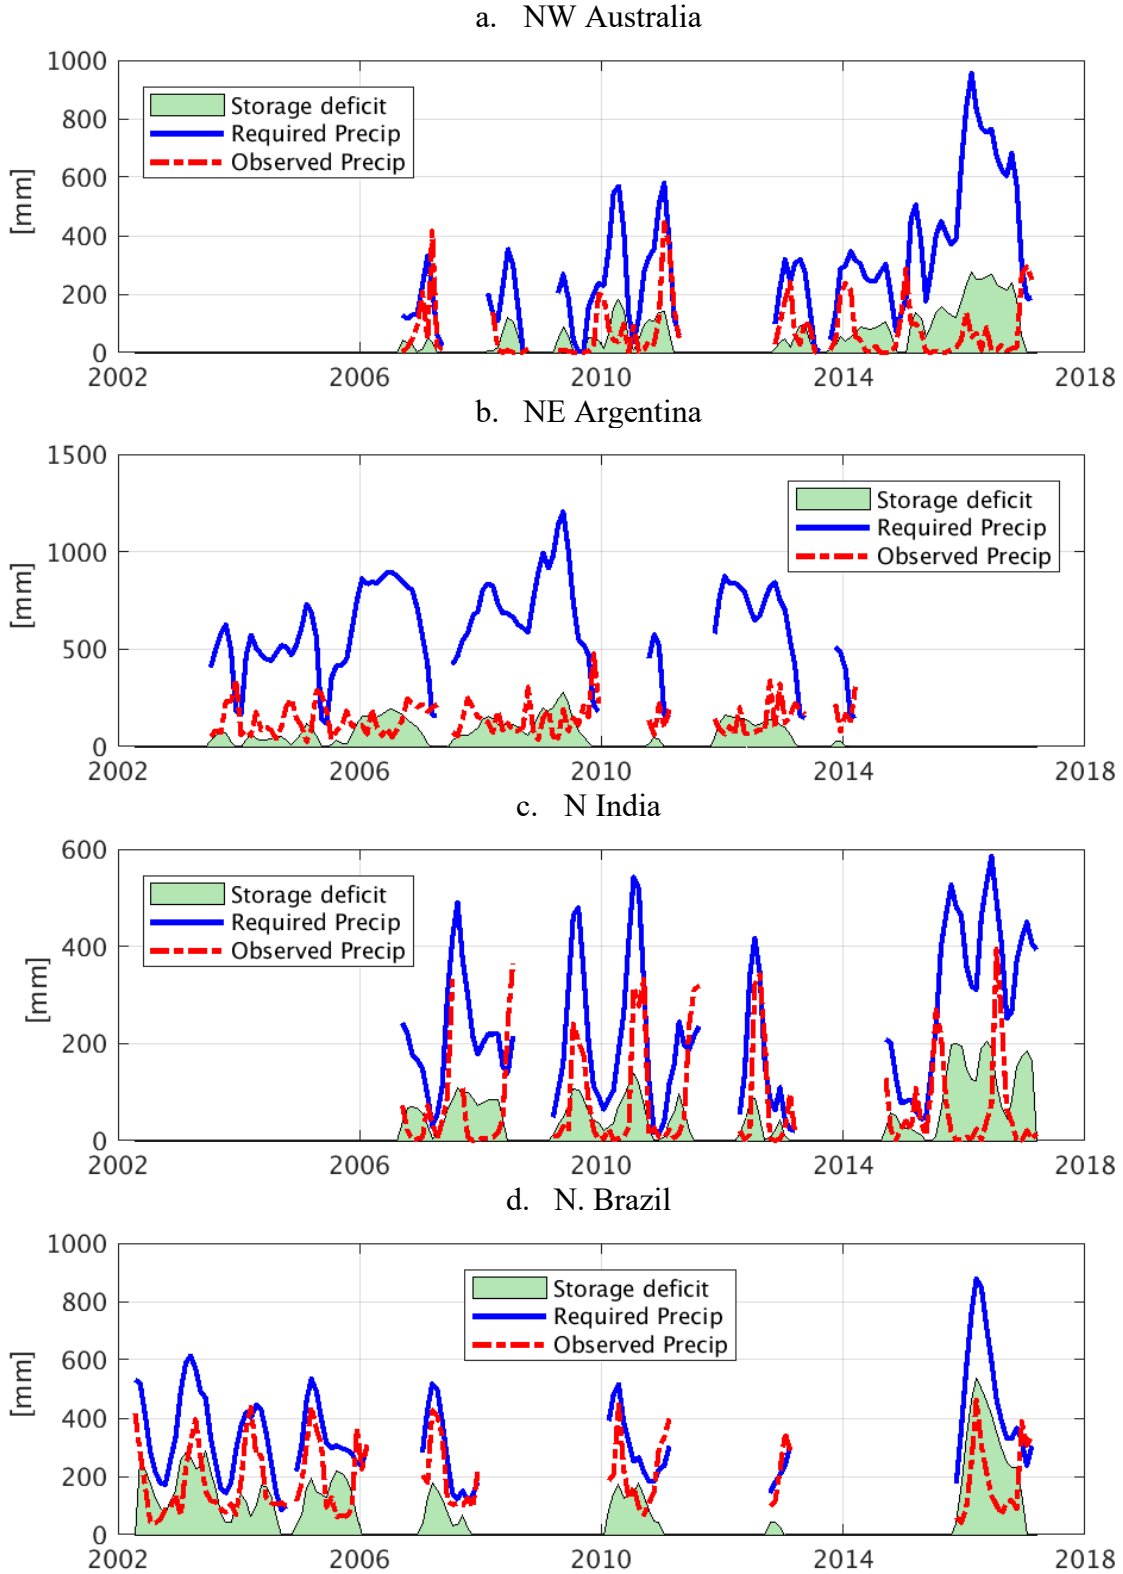 a. NW Australia
1000
800
600
400
200
0
[mm]
Storage deficit
Required Precip
Observed Precip
2002 2006 2010 2014 2018
b. NE Argentina
1500
1000
500
0
[mm]
Storage deficit
Required Precip
Observed Precip
2002 2006 2010 2014 2018
c. N India
600
400
200
0
[mm]
Storage deficit
Required Precip
Observed Precip
2002 2006 2010 2014 2018
d. N. Brazil
1000
800
600
400
200
0
[mm]
Storage deficit
Required Precip
Observed Precip
2002 2006 2010 2014 2018